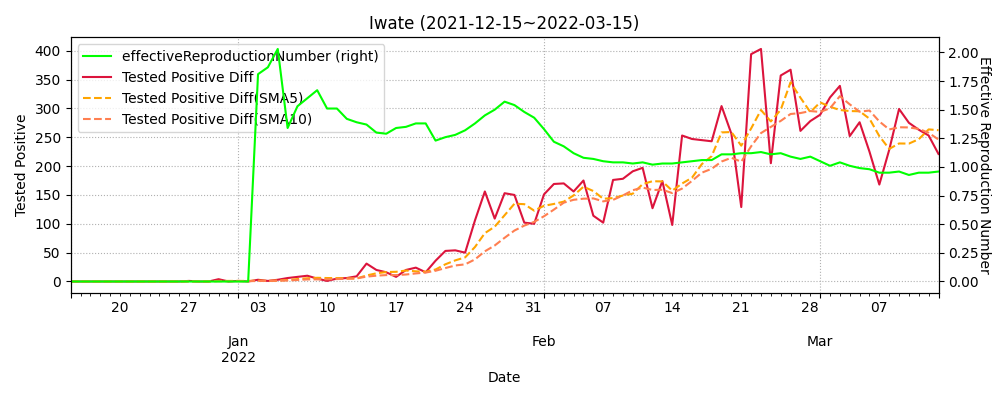 Iwate (2021-12-15~2022-03-15)
effectiveReproductionNumber (right)
Tested Positive Diff
Tested Positive Diff(SMA5)
Tested Positive Diff(SMA10)
Tested Positive
400
350
300
250
200
150
100
50
0
2.00
1.75
1.50
1.25
1.00
0.75
0.50
0.25
0.00
Effective Reproduction Number
20 27 03 10 17 24 31 07 14 21 28 07
Jan Feb Mar
2022
Date